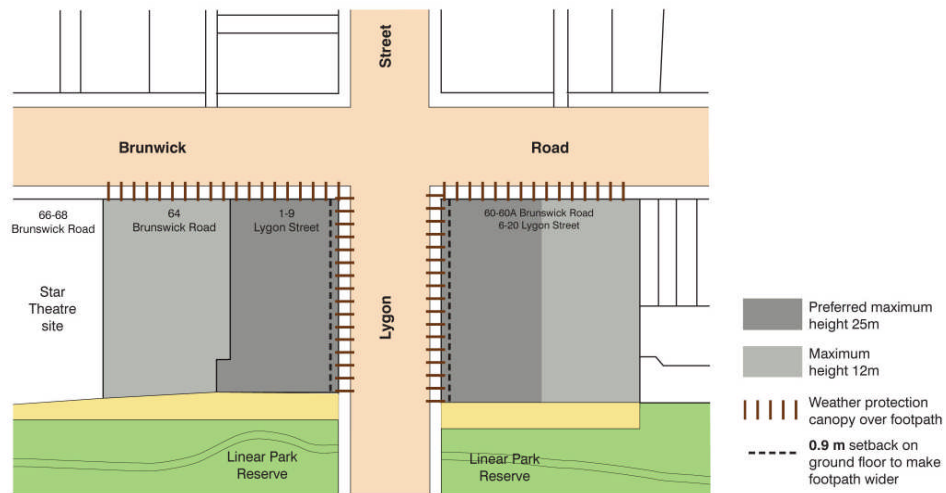 Street
Brunwick
Road
66-68
Brunswick Road
64
Brunswick Road
1-9
Lygon Street
60-60A Brunswick Road
6-20 Lygon Street
Star
Theatre
site
Lygon
Preferred maximum
height 25m
Maximum
height 12m
Weather protection
canopy over footpath
0.9 m setback on
ground floor to make
footpath wider
Linear Park
Reserve
Linear Park
Reserve